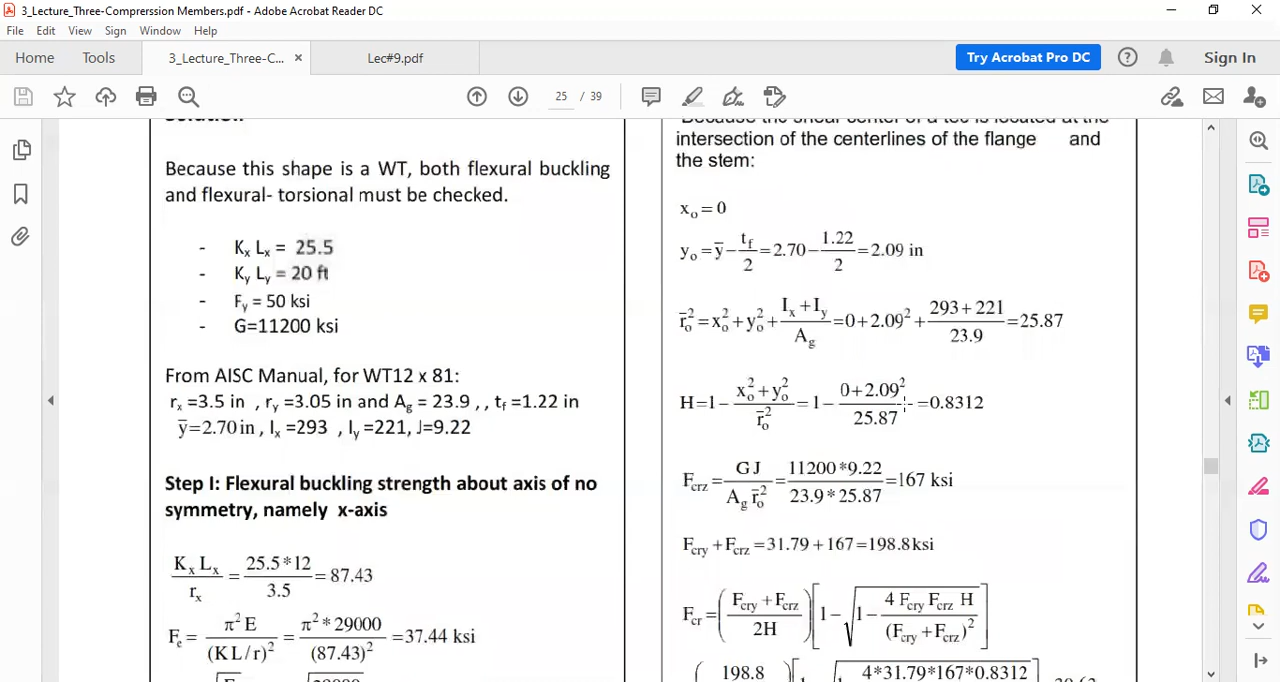 3_Lecture_Three-Comprerssion Members.pdf - Adobe Acrobat Reader DC
File Edit View Sign Window Help
Home Tools 3_Lecture_Three-C... × Lec#9.pdf Try Acrobat Pro DC Sign In
25 / 39
Solution
Because this shape is a WT, both flexural buckling
and flexural- torsional must be checked.
- Kx Lx = 25.5
- Ky Ly = 20 ft
- Fy = 50 ksi
- G=11200 ksi
From AISC Manual, for WT12 x 81:
rx =3.5 in , ry =3.05 in and Ag = 23.9 , , tf =1.22 in
ȳ=2.70 in , Ix =293 , Iy =221, J=9.22
Step I: Flexural buckling strength about axis of no
symmetry, namely x-axis
Kx Lx / rx = 25.5*12 / 3.5 = 87.43
Fe = π² E / (K L/r)² = π² * 29000 / (87.43)² = 37.44 ksi
Because the shear center of a tee is located at the
intersection of the centerlines of the flange and
the stem:
xo = 0
yo = ȳ − tf / 2 = 2.70 − 1.22 / 2 = 2.09 in
r̄o² = xo² + yo² + (Ix + Iy) / Ag = 0 + 2.09² + (293 + 221) / 23.9 = 25.87
H = 1 − (xo² + yo²) / r̄o² = 1 − (0 + 2.09²) / 25.87 = 0.8312
Fcrz = G J / (Ag r̄o²) = 11200 * 9.22 / (23.9 * 25.87) = 167 ksi
Fcry + Fcrz = 31.79 + 167 = 198.8 ksi
Fcr = ( (Fcry + Fcrz) / 2H ) [ 1 − √( 1 − 4 Fcry Fcrz H / (Fcry + Fcrz)² ) ]
198.8 4*31.79*167*0.8312